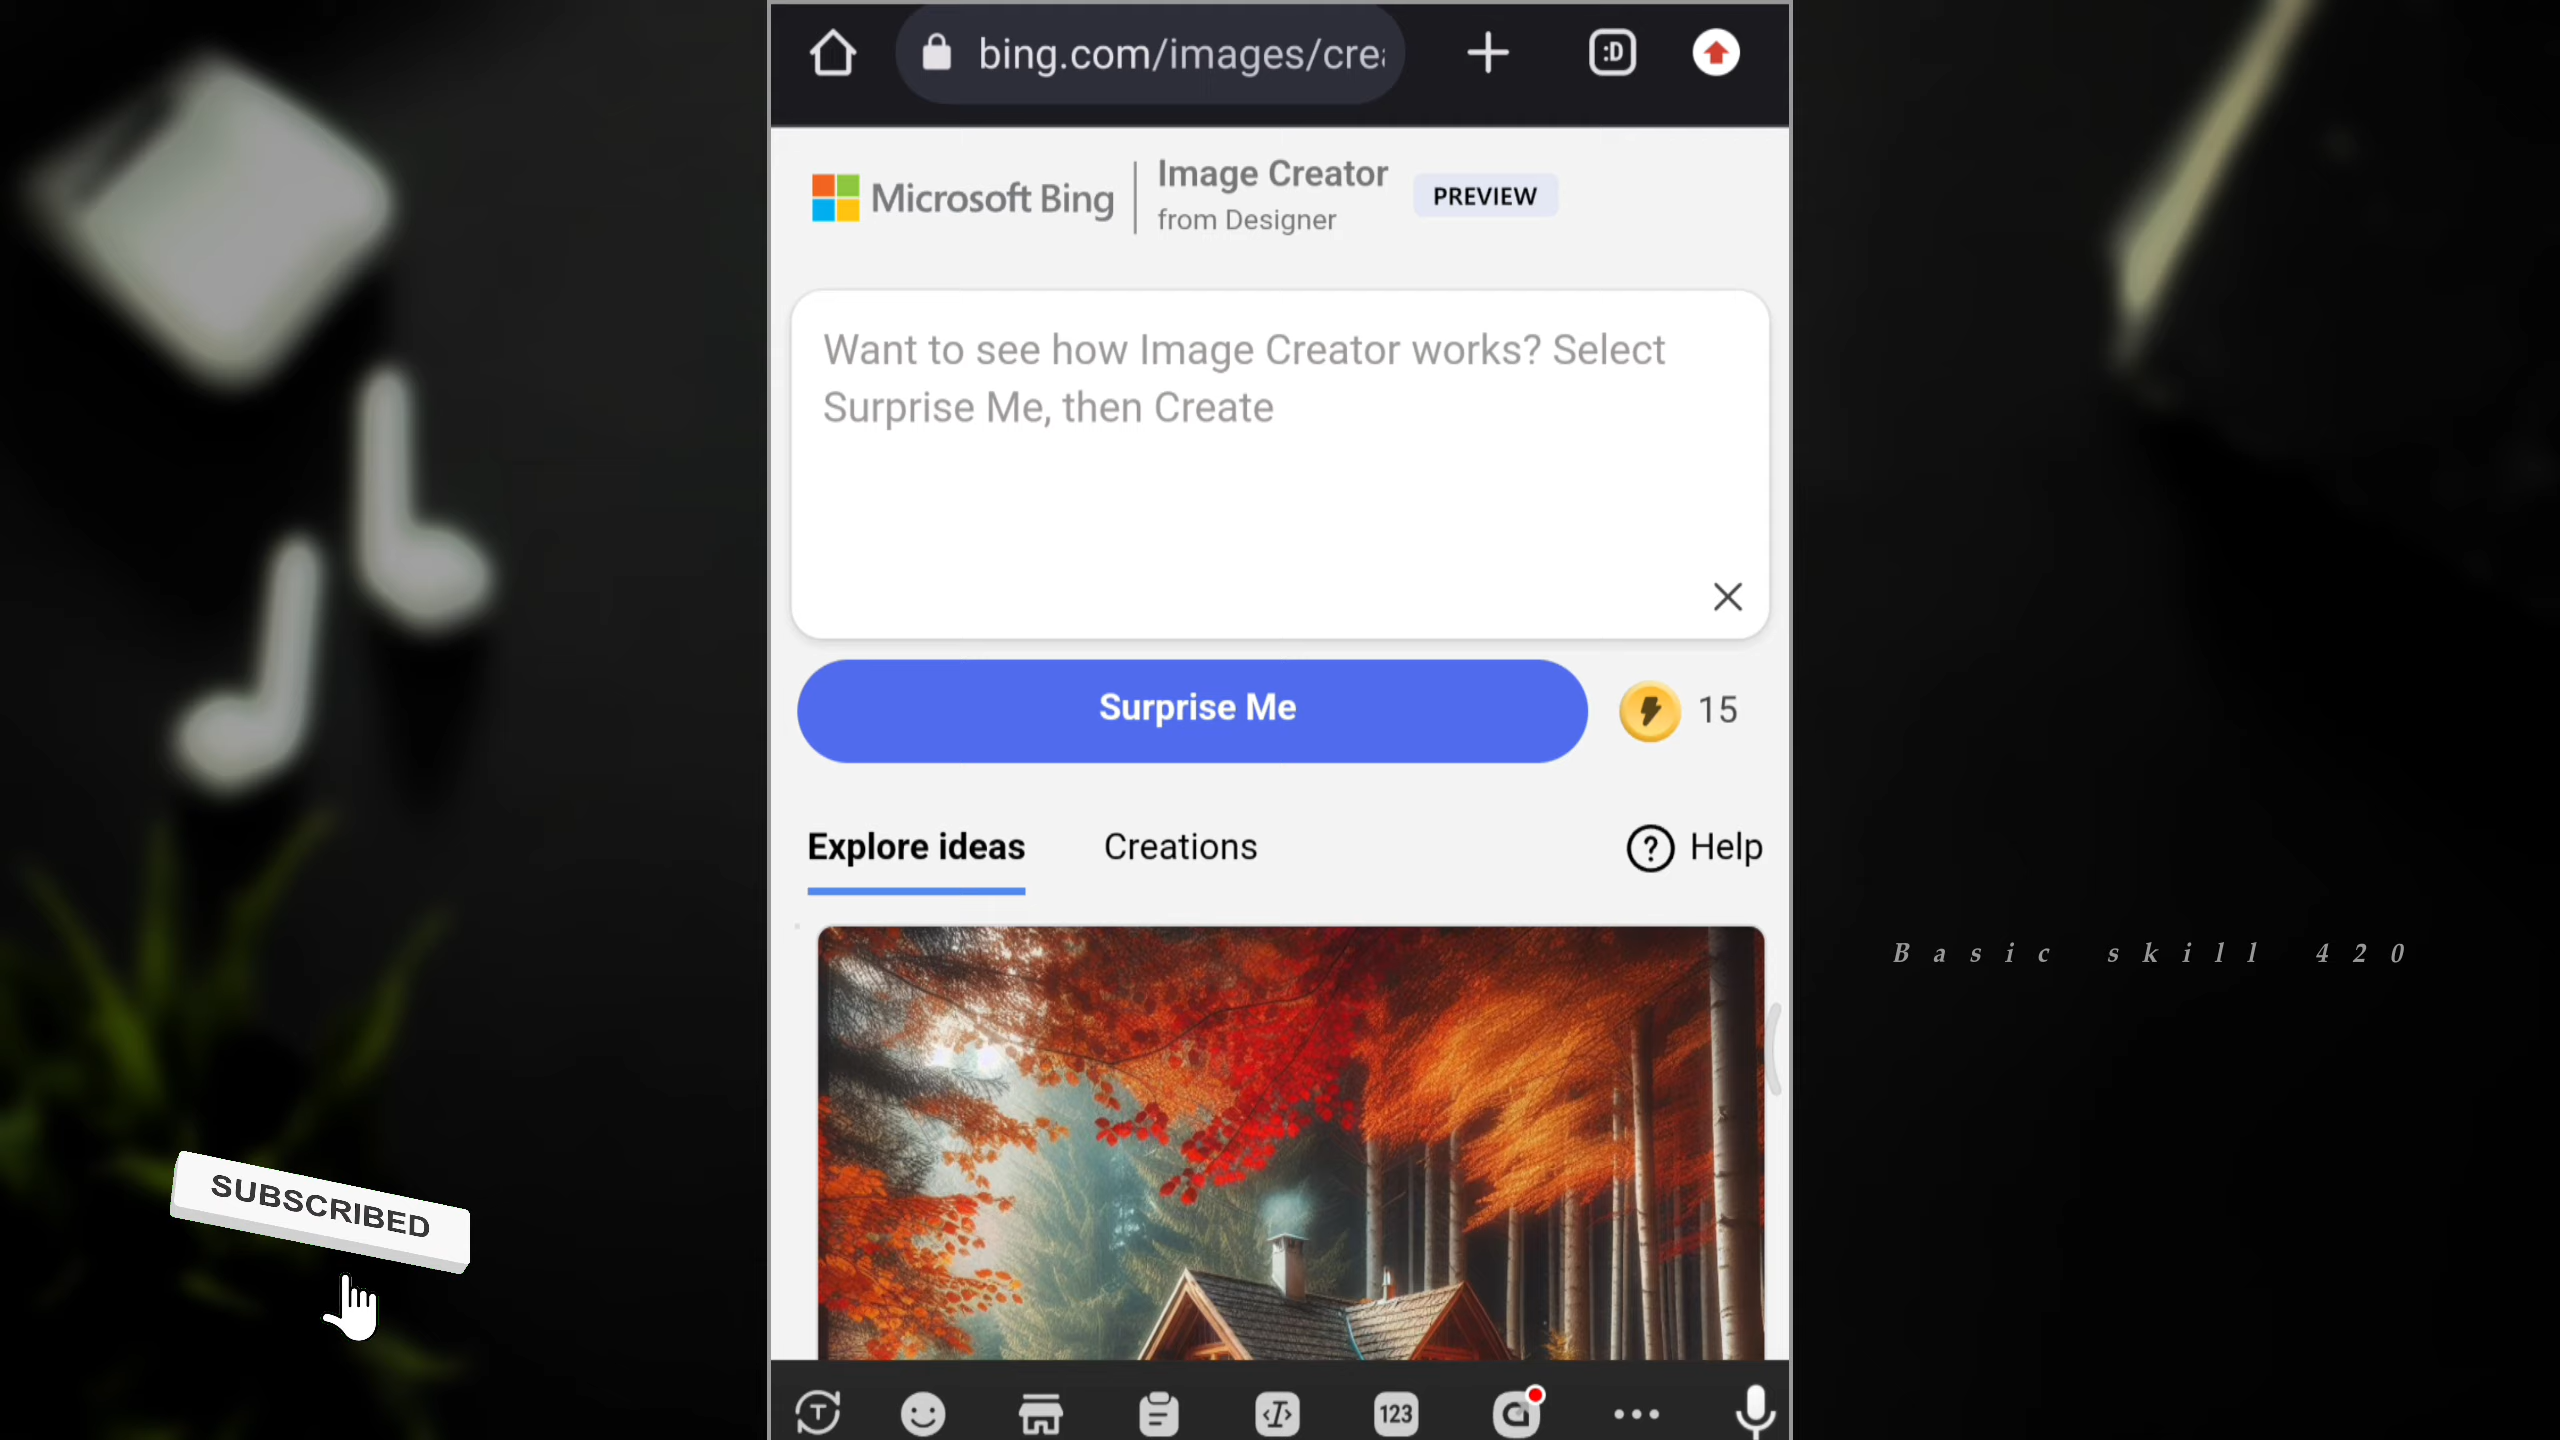 bing.com/images/crea
:D
Microsoft Bing
Image Creator
from Designer
PREVIEW
Want to see how Image Creator works? Select
Surprise Me, then Create
Surprise Me
15
Explore ideas
Creations
? Help
Basic skill 420
SUBSCRIBED
T
123